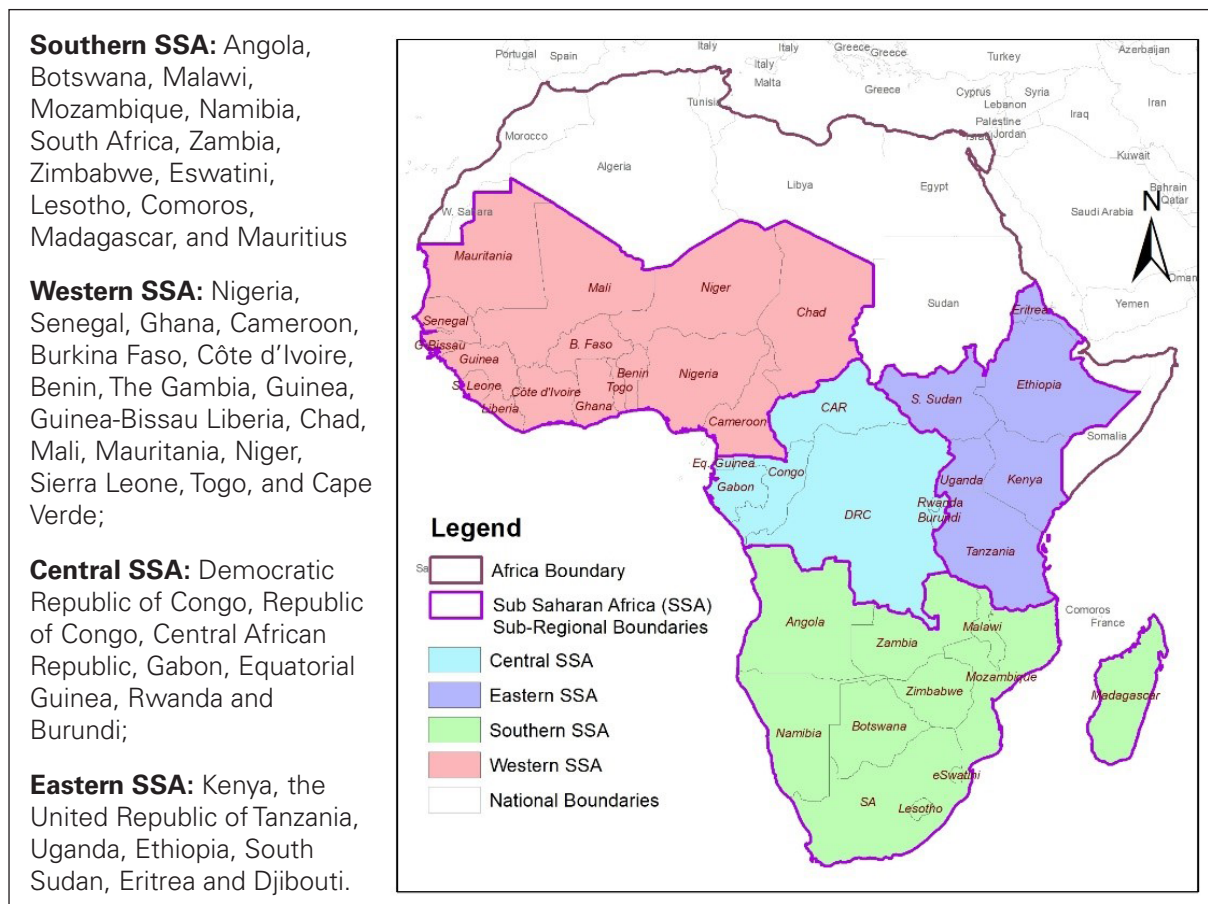 Southern SSA: Angola,
Botswana, Malawi,
Mozambique, Namibia,
South Africa, Zambia,
Zimbabwe, Eswatini,
Lesotho, Comoros,
Madagascar, and Mauritius
Western SSA: Nigeria,
Senegal, Ghana, Cameroon,
Burkina Faso, Côte d’Ivoire,
Benin, The Gambia, Guinea,
Guinea-Bissau Liberia, Chad,
Mali, Mauritania, Niger,
Sierra Leone, Togo, and Cape
Verde;
Central SSA: Democratic
Republic of Congo, Republic
of Congo, Central African
Republic, Gabon, Equatorial
Guinea, Rwanda and
Burundi;
Eastern SSA: Kenya, the
United Republic of Tanzania,
Uganda, Ethiopia, South
Sudan, Eritrea and Djibouti.
Portugal
Spain
Italy
Italy
Italy
Malta
Greece
Greece
Greece
Turkey
Azerbaijan
Cyprus
Syria
Lebanon
Palestine
Israel
Jordan
Iraq
Iran
Kuwait
Bahrain
Qatar
Saudi Arabia
Oman
Yemen
Tunisia
Morocco
Algeria
Libya
Egypt
W. Sahara
N
Mauritania
Mali
Niger
Chad
Sudan
Eritrea
Senegal
G-Bissau
Guinea
B. Faso
Benin
Togo
Nigeria
S. Leone
Côte d'Ivoire
Liberia
Ghana
Cameroon
CAR
S. Sudan
Ethiopia
Somalia
Eq. Guinea
Gabon
Congo
DRC
Uganda
Kenya
Rwanda
Burundi
Tanzania
Comoros
France
Angola
Zambia
Malawi
Mozambique
Zimbabwe
Madagascar
Namibia
Botswana
eSwatini
SA
Lesotho
Legend
Africa Boundary
Sub Saharan Africa (SSA)
Sub-Regional Boundaries
Central SSA
Eastern SSA
Southern SSA
Western SSA
National Boundaries